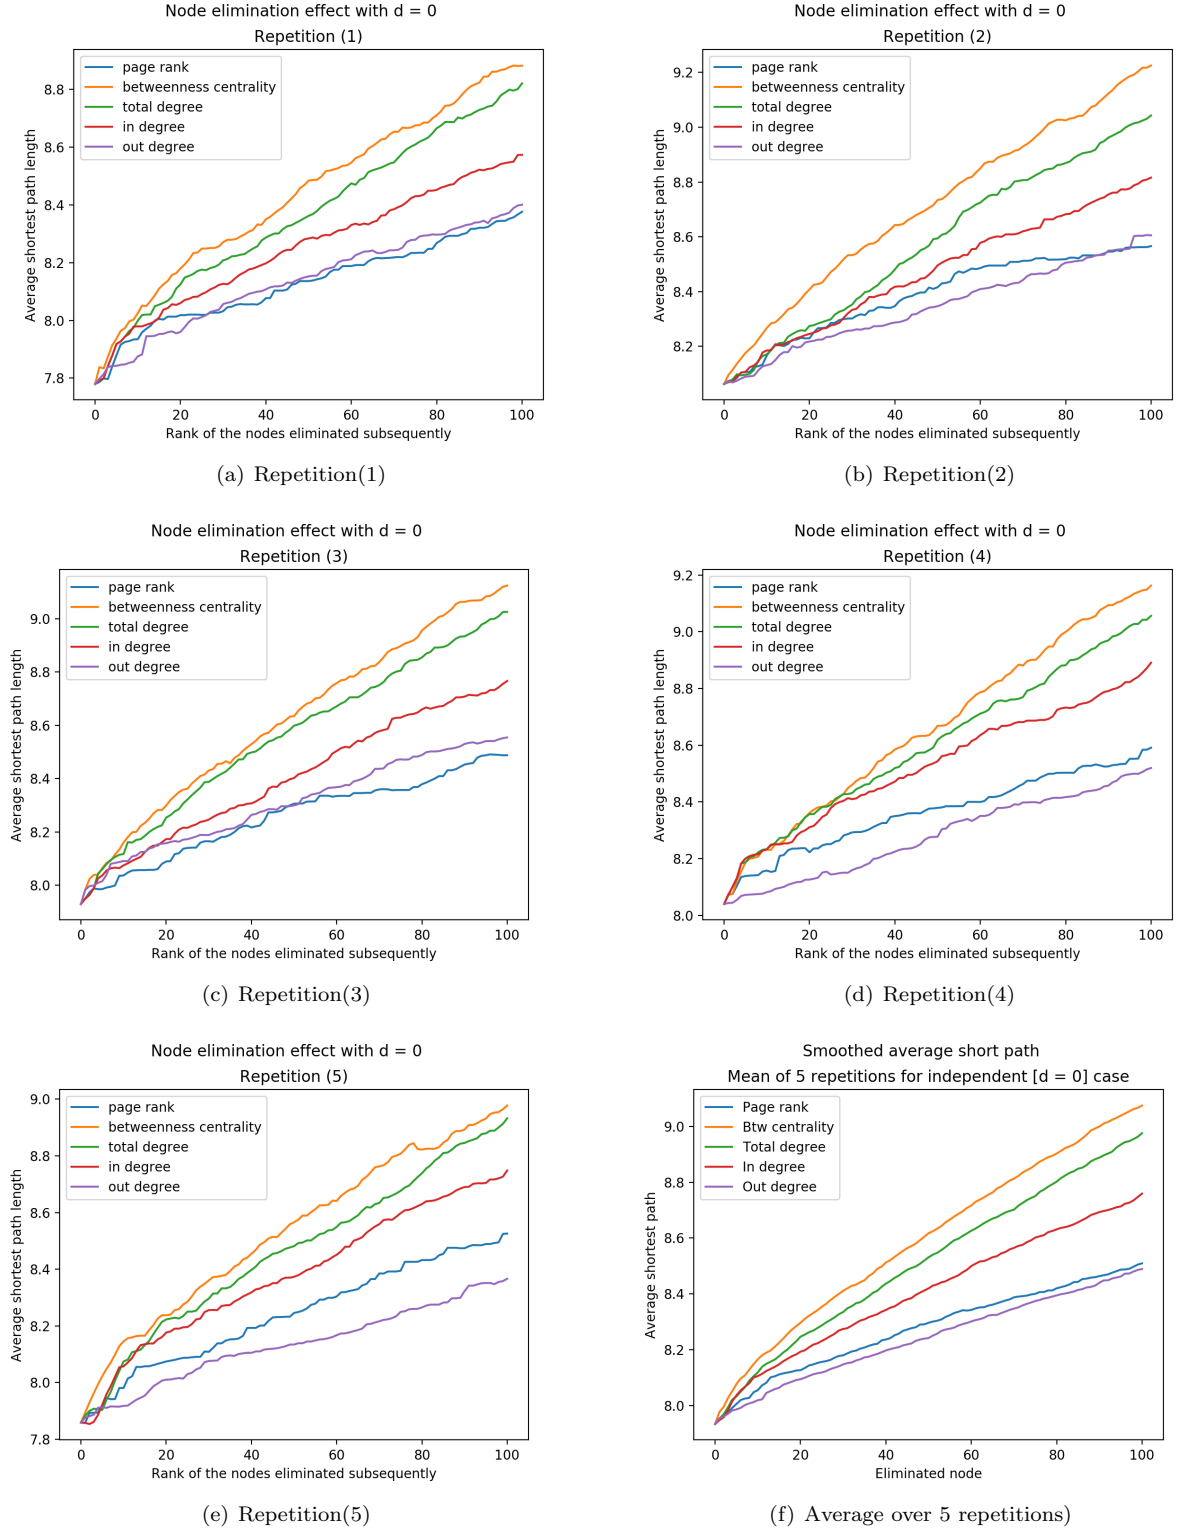 Node elimination effect with d = 0
Repetition (1)
page rank
betweenness centrality
total degree
in degree
out degree
Average shortest path length
8.8
8.6
8.4
8.2
8.0
7.8
0 20 40 60 80 100
Rank of the nodes eliminated subsequently
(a) Repetition(1)
Node elimination effect with d = 0
Repetition (2)
page rank
betweenness centrality
total degree
in degree
out degree
Average shortest path length
9.2
9.0
8.8
8.6
8.4
8.2
0 20 40 60 80 100
Rank of the nodes eliminated subsequently
(b) Repetition(2)
Node elimination effect with d = 0
Repetition (3)
page rank
betweenness centrality
total degree
in degree
out degree
Average shortest path length
9.0
8.8
8.6
8.4
8.2
8.0
0 20 40 60 80 100
Rank of the nodes eliminated subsequently
(c) Repetition(3)
Node elimination effect with d = 0
Repetition (4)
page rank
betweenness centrality
total degree
in degree
out degree
Average shortest path length
9.2
9.0
8.8
8.6
8.4
8.2
8.0
0 20 40 60 80 100
Rank of the nodes eliminated subsequently
(d) Repetition(4)
Node elimination effect with d = 0
Repetition (5)
page rank
betweenness centrality
total degree
in degree
out degree
Average shortest path length
9.0
8.8
8.6
8.4
8.2
8.0
7.8
0 20 40 60 80 100
Rank of the nodes eliminated subsequently
(e) Repetition(5)
Smoothed average short path
Mean of 5 repetitions for independent [d = 0] case
Page rank
Btw centrality
Total degree
In degree
Out degree
Average shortest path
9.0
8.8
8.6
8.4
8.2
8.0
0 20 40 60 80 100
Eliminated node
(f) Average over 5 repetitions)